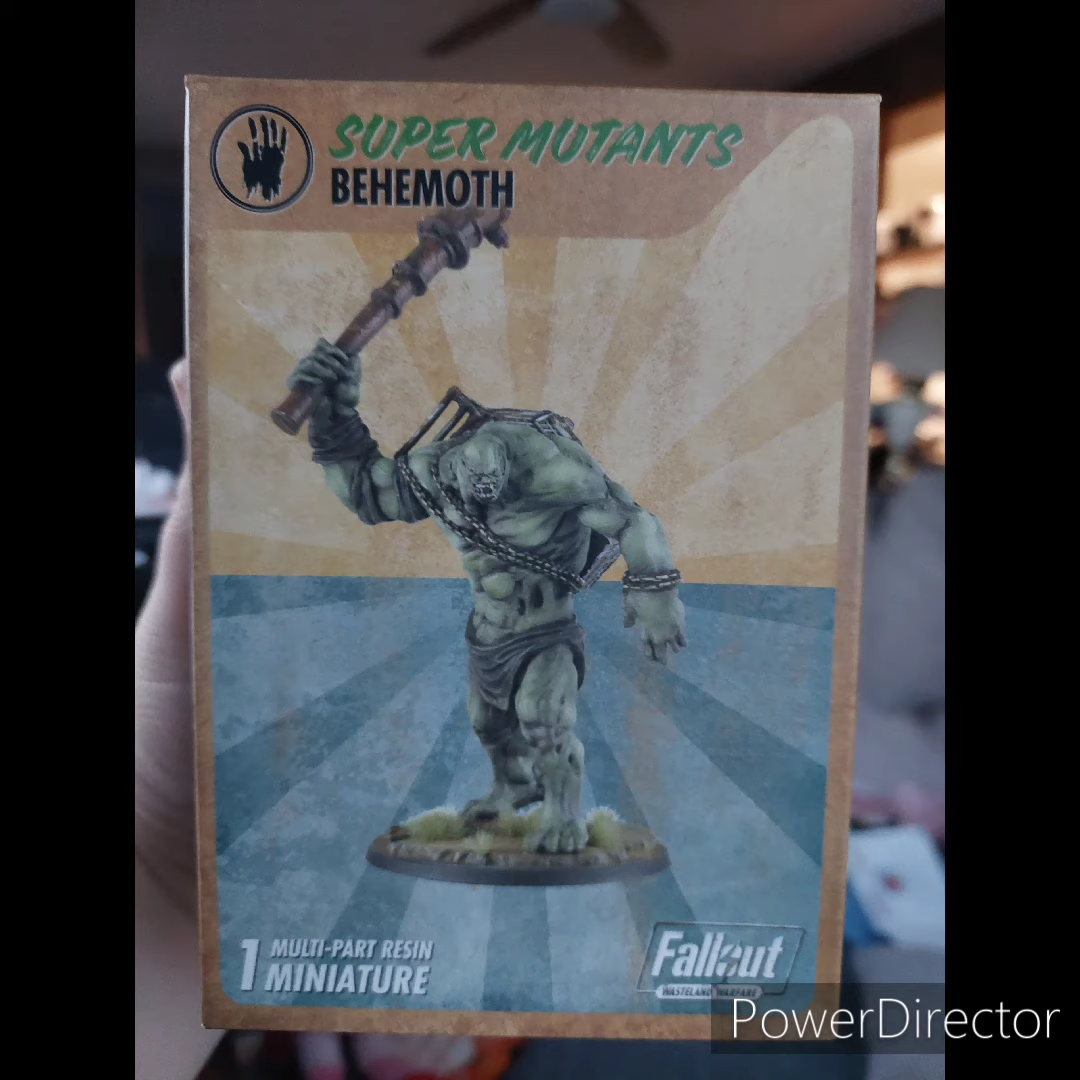 SUPER MUTANTS
BEHEMOTH
1 MULTI-PART RESIN
MINIATURE
Fallout
WASTELAND WARFARE
PowerDirector